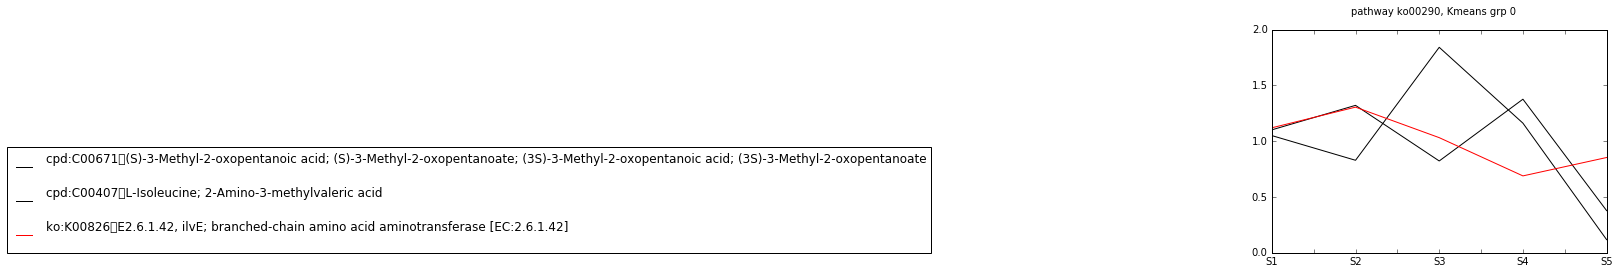 pathway ko00290, Kmeans grp 0
2.0
1.5
1.0
0.5
0.0
S1 S2 S3 S4 S5
cpd:C00671▯(S)-3-Methyl-2-oxopentanoic acid; (S)-3-Methyl-2-oxopentanoate; (3S)-3-Methyl-2-oxopentanoic acid; (3S)-3-Methyl-2-oxopentanoate
cpd:C00407▯L-Isoleucine; 2-Amino-3-methylvaleric acid
ko:K00826▯E2.6.1.42, ilvE; branched-chain amino acid aminotransferase [EC:2.6.1.42]